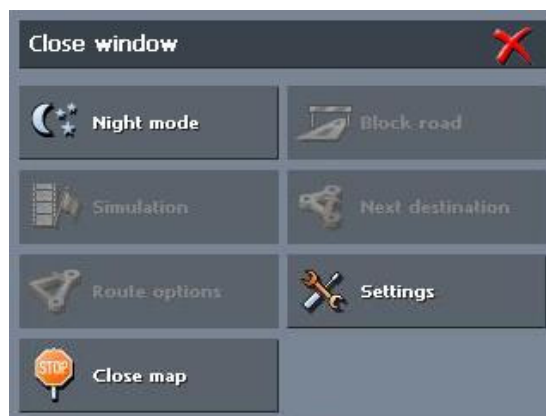 Close window
Night mode
Block road
Simulation
Next destination
Route options
Settings
STOP
Close map